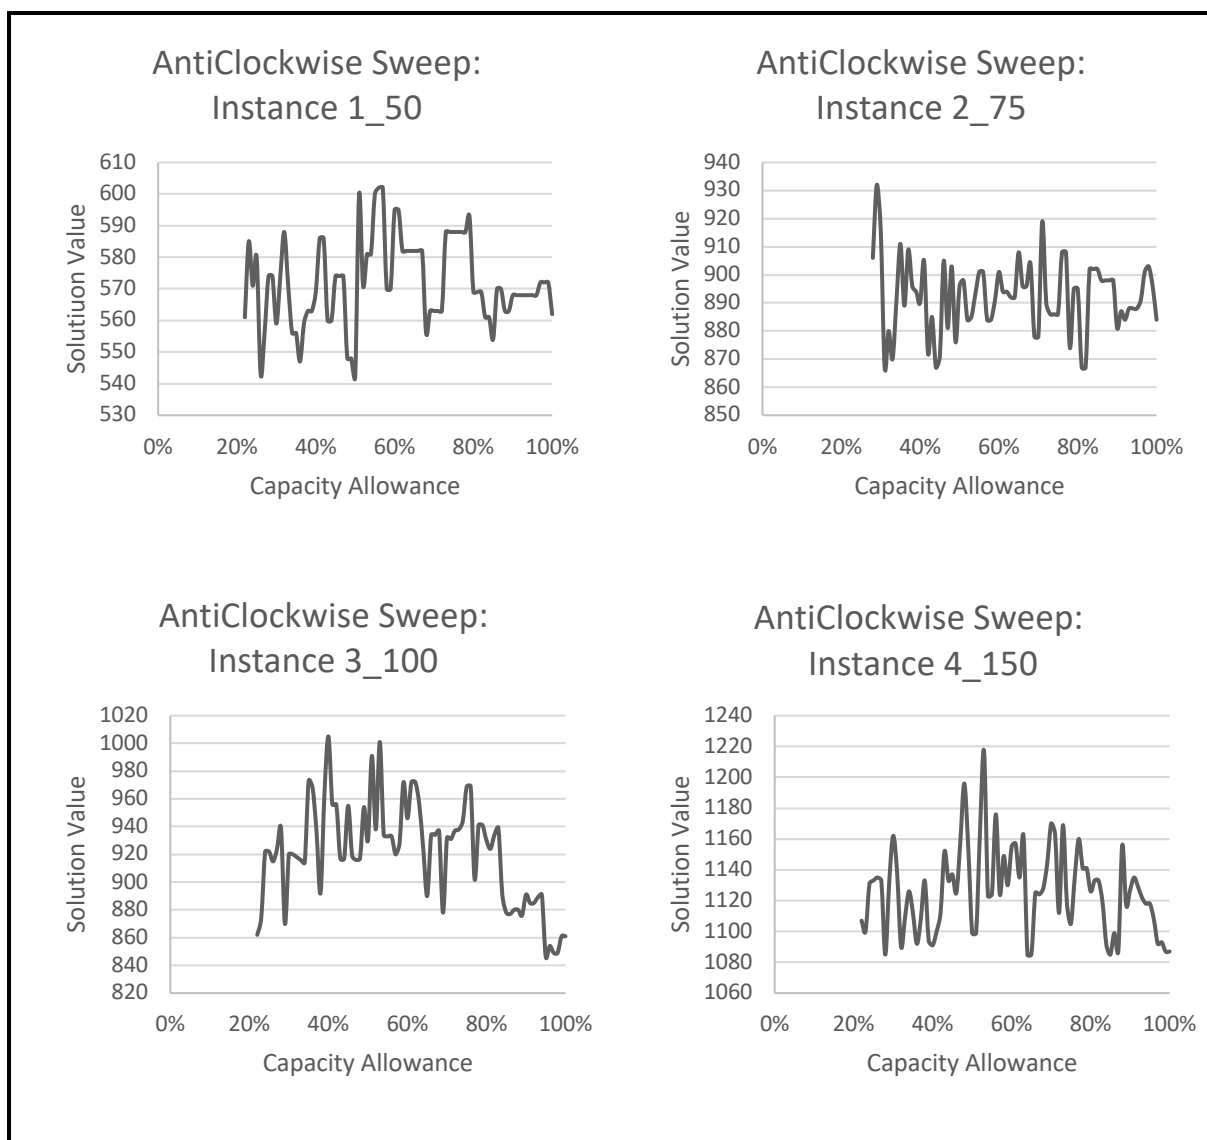 AntiClockwise Sweep:
Instance 1_50
610
600
590
580
570
560
550
540
530
Solutiuon Value
0% 20% 40% 60% 80% 100%
Capacity Allowance
AntiClockwise Sweep:
Instance 2_75
940
930
920
910
900
890
880
870
860
850
Solution Value
0% 20% 40% 60% 80% 100%
Capacity Allowance
AntiClockwise Sweep:
Instance 3_100
1020
1000
980
960
940
920
900
880
860
840
820
Solution Value
0% 20% 40% 60% 80% 100%
Capacity Allowance
AntiClockwise Sweep:
Instance 4_150
1240
1220
1200
1180
1160
1140
1120
1100
1080
1060
Solution Value
0% 20% 40% 60% 80% 100%
Capacity Allowance